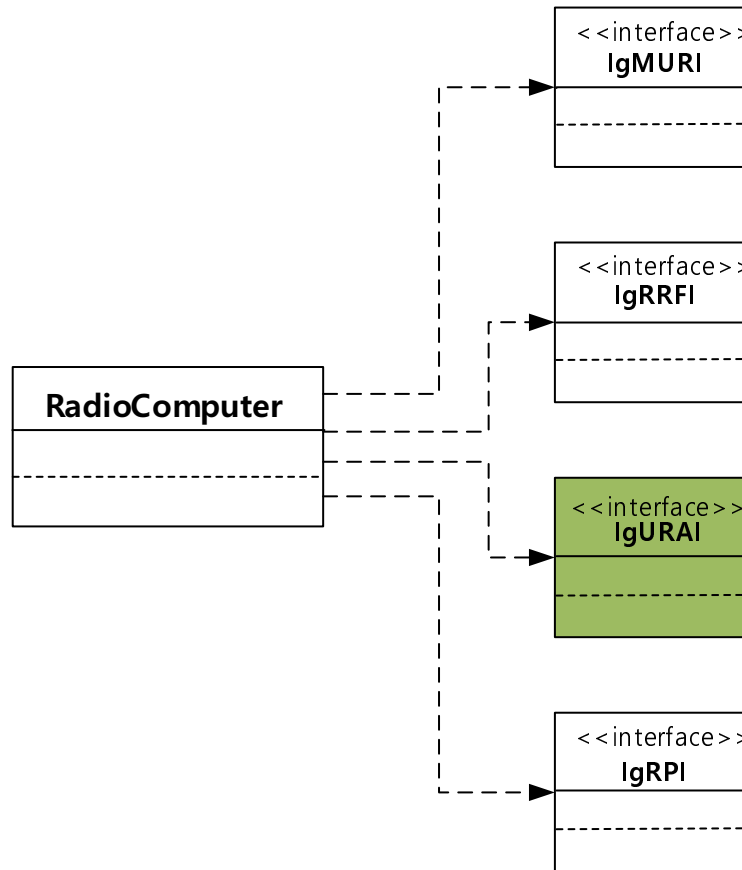 <<interface>>
IgMURI
<<interface>>
IgRRFI
RadioComputer
<<interface>>
IgURAI
<<interface>>
IgRPI